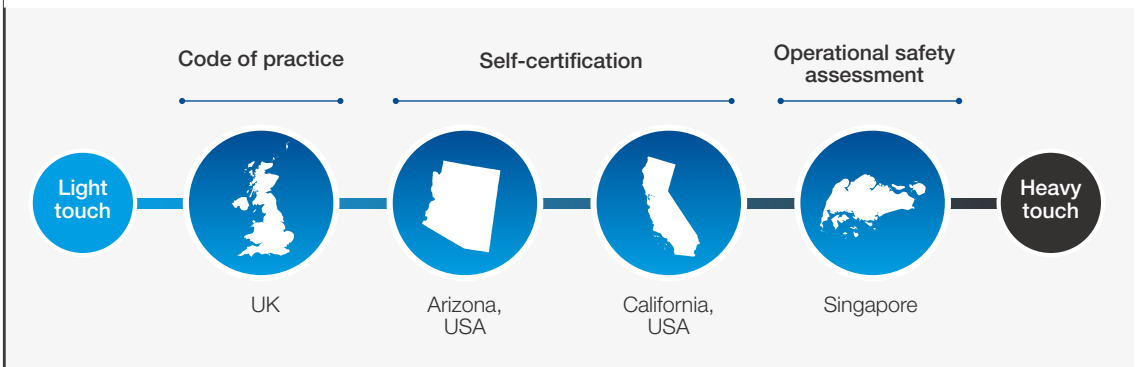 Code of practice
Self-certification
Operational safety
assessment
Light
touch
Heavy
touch
UK
Arizona,
USA
California,
USA
Singapore